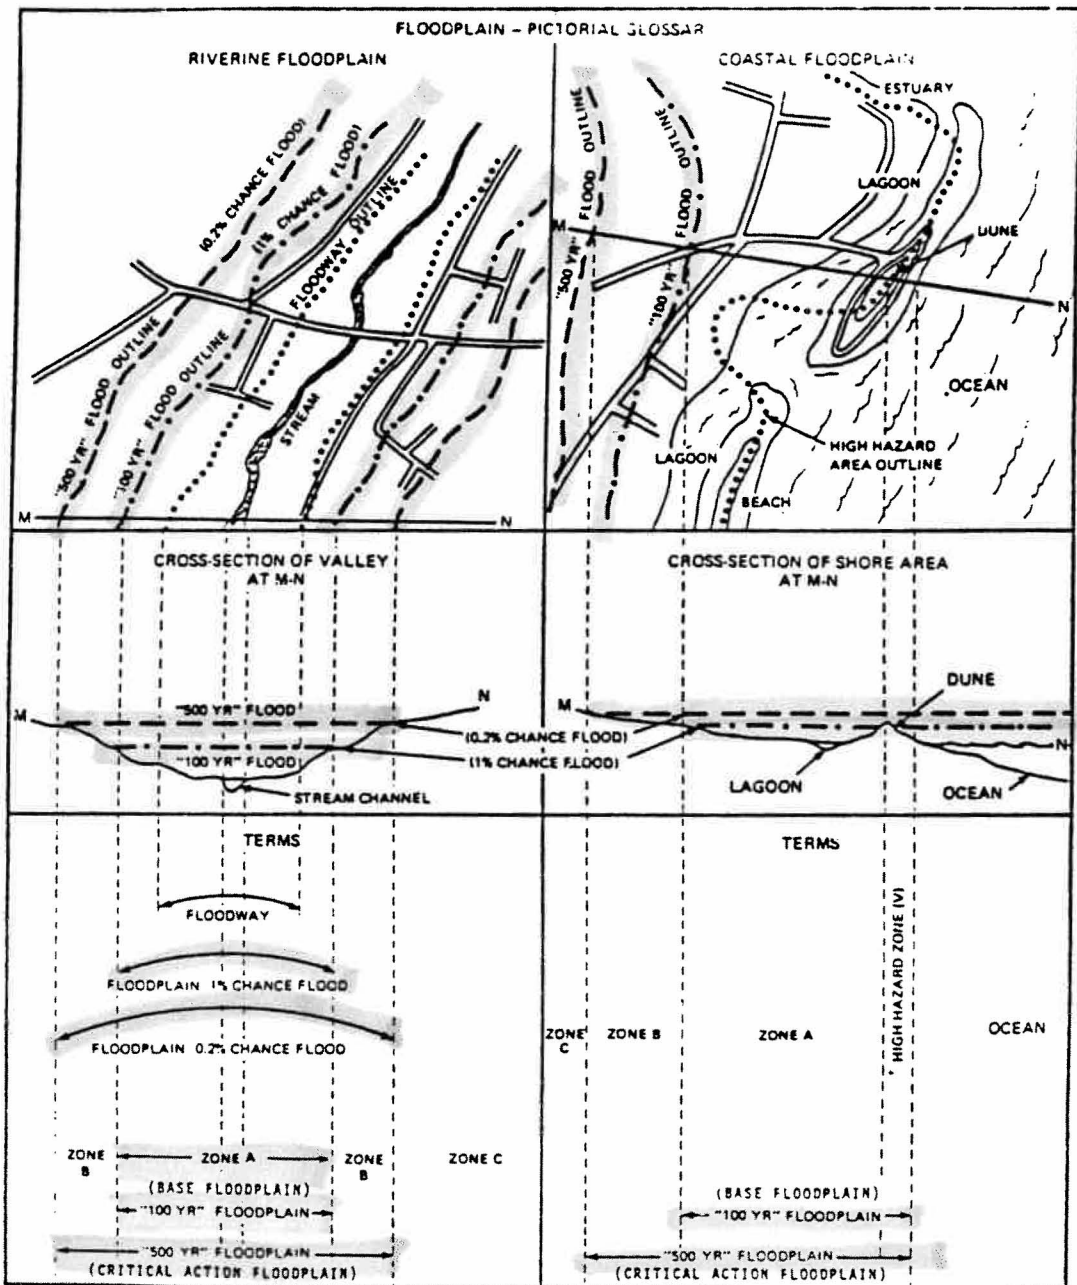 FLOODPLAIN - PICTORIAL GLOSSAR
RIVERINE FLOODPLAIN
(0.2% CHANCE FLOOD)
(1% CHANCE FLOOD)
FLOODWAY OUTLINE
"500 YR" FLOOD OUTLINE
"100 YR" FLOOD OUTLINE
STREAM
M
N
COASTAL FLOODPLAIN
ESTUARY
"500 YR" FLOOD OUTLINE
"100 YR" FLOOD OUTLINE
LAGOON
DUNE
M
N
OCEAN
HIGH HAZARD
AREA OUTLINE
LAGOON
BEACH
CROSS-SECTION OF VALLEY
AT M-N
M
N
"500 YR" FLOOD
"100 YR" FLOOD
STREAM CHANNEL
(0.2% CHANCE FLOOD)
(1% CHANCE FLOOD)
CROSS-SECTION OF SHORE AREA
AT M-N
M
DUNE
N
LAGOON
OCEAN
TERMS
FLOODWAY
FLOODPLAIN 1% CHANCE FLOOD
FLOODPLAIN 0.2% CHANCE FLOOD
ZONE
B
ZONE A
ZONE
B
ZONE C
(BASE FLOODPLAIN)
"100 YR" FLOODPLAIN
"500 YR" FLOODPLAIN
(CRITICAL ACTION FLOODPLAIN)
TERMS
HIGH HAZARD ZONE (V)
ZONE
C
ZONE B
ZONE A
OCEAN
(BASE FLOODPLAIN)
"100 YR" FLOODPLAIN
"500 YR" FLOODPLAIN
(CRITICAL ACTION FLOODPLAIN)